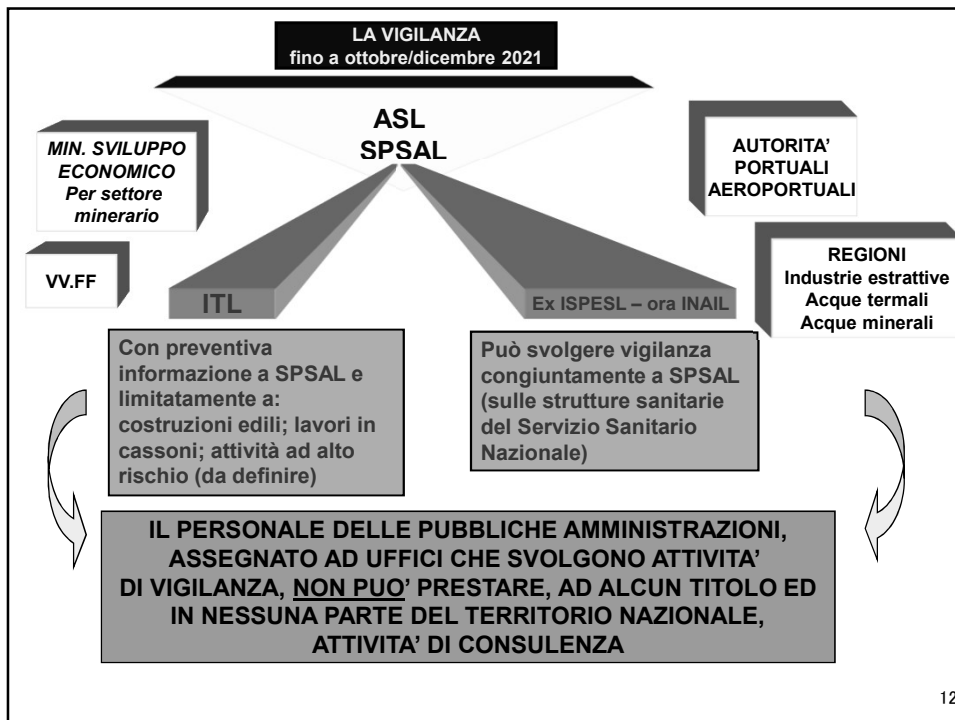 LA VIGILANZA
fino a ottobre/dicembre 2021
ASL
SPSAL
MIN. SVILUPPO
ECONOMICO
Per settore
minerario
VV.FF
AUTORITA’
PORTUALI
AEROPORTUALI
REGIONI
Industrie estrattive
Acque termali
Acque minerali
ITL
Ex ISPESL – ora INAIL
Con preventiva
informazione a SPSAL e
limitatamente a:
costruzioni edili; lavori in
cassoni; attività ad alto
rischio (da definire)
Può svolgere vigilanza
congiuntamente a SPSAL
(sulle strutture sanitarie
del Servizio Sanitario
Nazionale)
IL PERSONALE DELLE PUBBLICHE AMMINISTRAZIONI,
ASSEGNATO AD UFFICI CHE SVOLGONO ATTIVITA’
DI VIGILANZA, NON PUO’ PRESTARE, AD ALCUN TITOLO ED
IN NESSUNA PARTE DEL TERRITORIO NAZIONALE,
ATTIVITA’ DI CONSULENZA
12